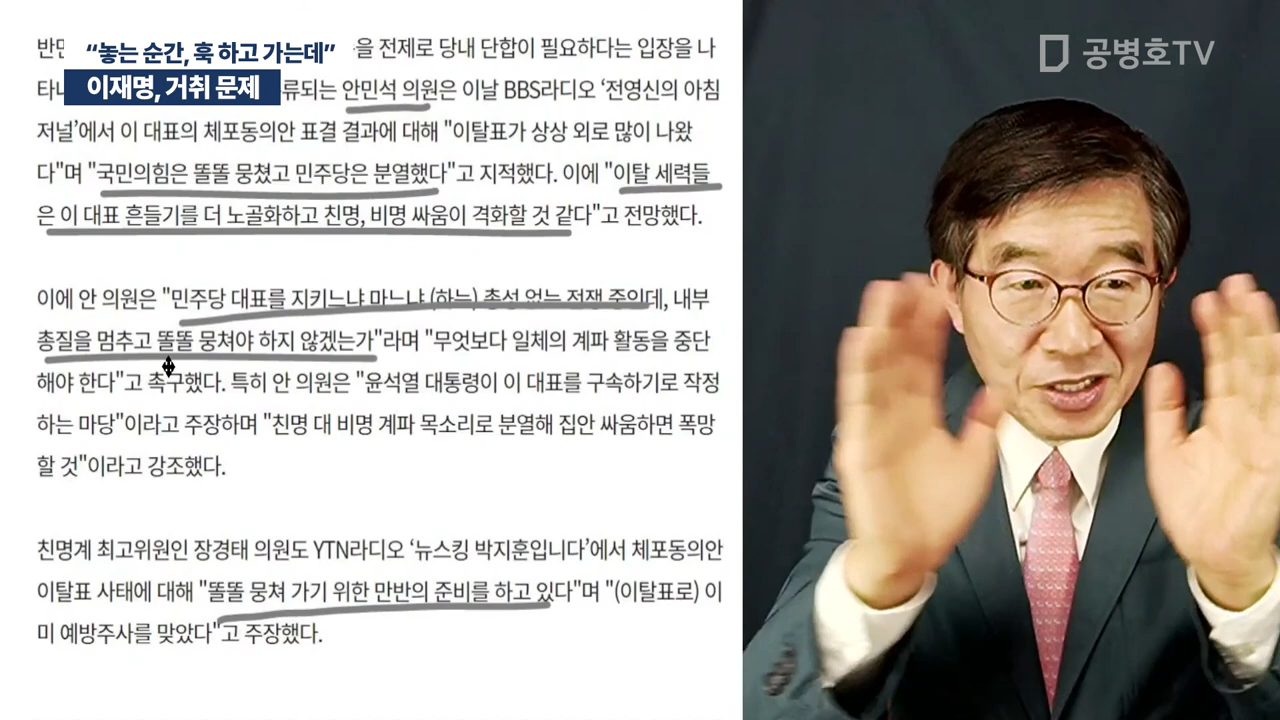 “놓는 순간, 훅 하고 가는데”
이재명, 거취 문제
공병호TV
반면 을 전제로 당내 단합이 필요하다는 입장을 나
타나 류되는 안민석 의원은 이날 BBS라디오 ‘전영신의 아침
저널’에서 이 대표의 체포동의안 표결 결과에 대해 "이탈표가 상상 외로 많이 나왔
다"며 "국민의힘은 똘똘 뭉쳤고 민주당은 분열했다"고 지적했다. 이에 "이탈 세력들
은 이 대표 흔들기를 더 노골화하고 친명, 비명 싸움이 격화할 것 같다"고 전망했다.
이에 안 의원은 "민주당 대표를 지키느냐 마느냐 (하는) 총성 없는 전쟁 중인데, 내부
총질을 멈추고 똘똘 뭉쳐야 하지 않겠는가"라며 "무엇보다 일체의 계파 활동을 중단
해야 한다"고 촉구했다. 특히 안 의원은 "윤석열 대통령이 이 대표를 구속하기로 작정
하는 마당"이라고 주장하며 "친명 대 비명 계파 목소리로 분열해 집안 싸움하면 폭망
할 것"이라고 강조했다.
친명계 최고위원인 장경태 의원도 YTN라디오 ‘뉴스킹 박지훈입니다’에서 체포동의안
이탈표 사태에 대해 "똘똘 뭉쳐 가기 위한 만반의 준비를 하고 있다"며 "(이탈표로) 이
미 예방주사를 맞았다"고 주장했다.